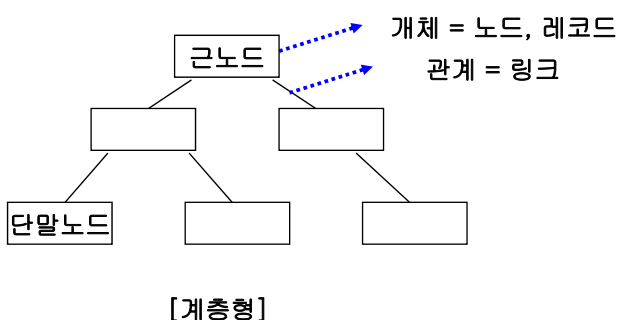 개체 = 노드, 레코드
근노드
관계 = 링크
단말노드
[계층형]